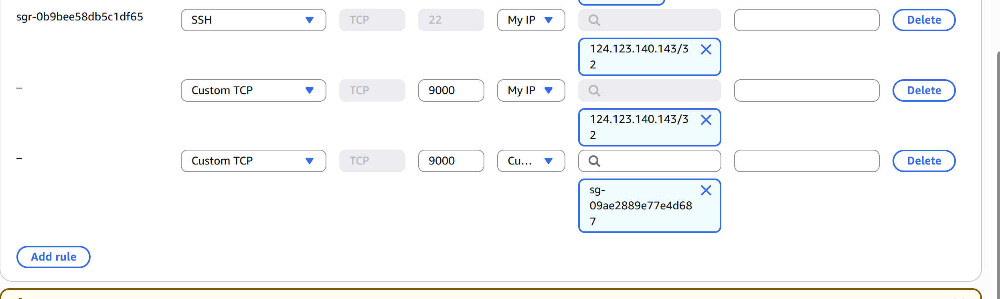 sgr-0b9bee58db5c1df65 SSH TCP 22 My IP Delete
124.123.140.143/3
2
– Custom TCP TCP 9000 My IP Delete
124.123.140.143/3
2
– Custom TCP TCP 9000 Cu... Delete
sg-
09ae2889e77e4d68
7
Add rule